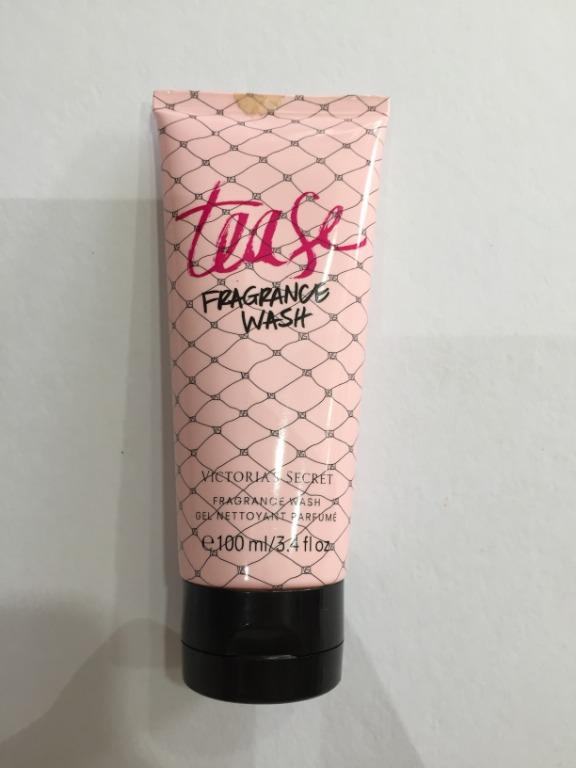 tease
FRAGRANCE
WASH
VICTORIA'S SECRET
FRAGRANCE WASH
GEL NETTOYANT PARFUMÉ
℮100 ml/3.4 fl oz